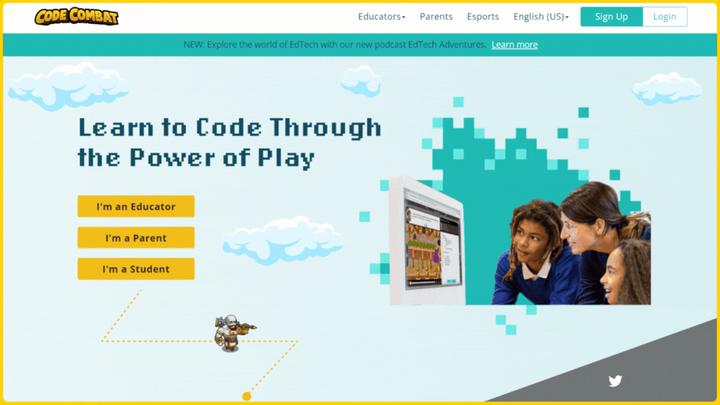 CODE COMBAT
Educators
Parents
Esports
English (US)
Sign Up
Login
NEW: Explore the world of EdTech with our new podcast EdTech Adventures. Learn more
Learn to Code Through
the Power of Play
I'm an Educator
I'm a Parent
I'm a Student